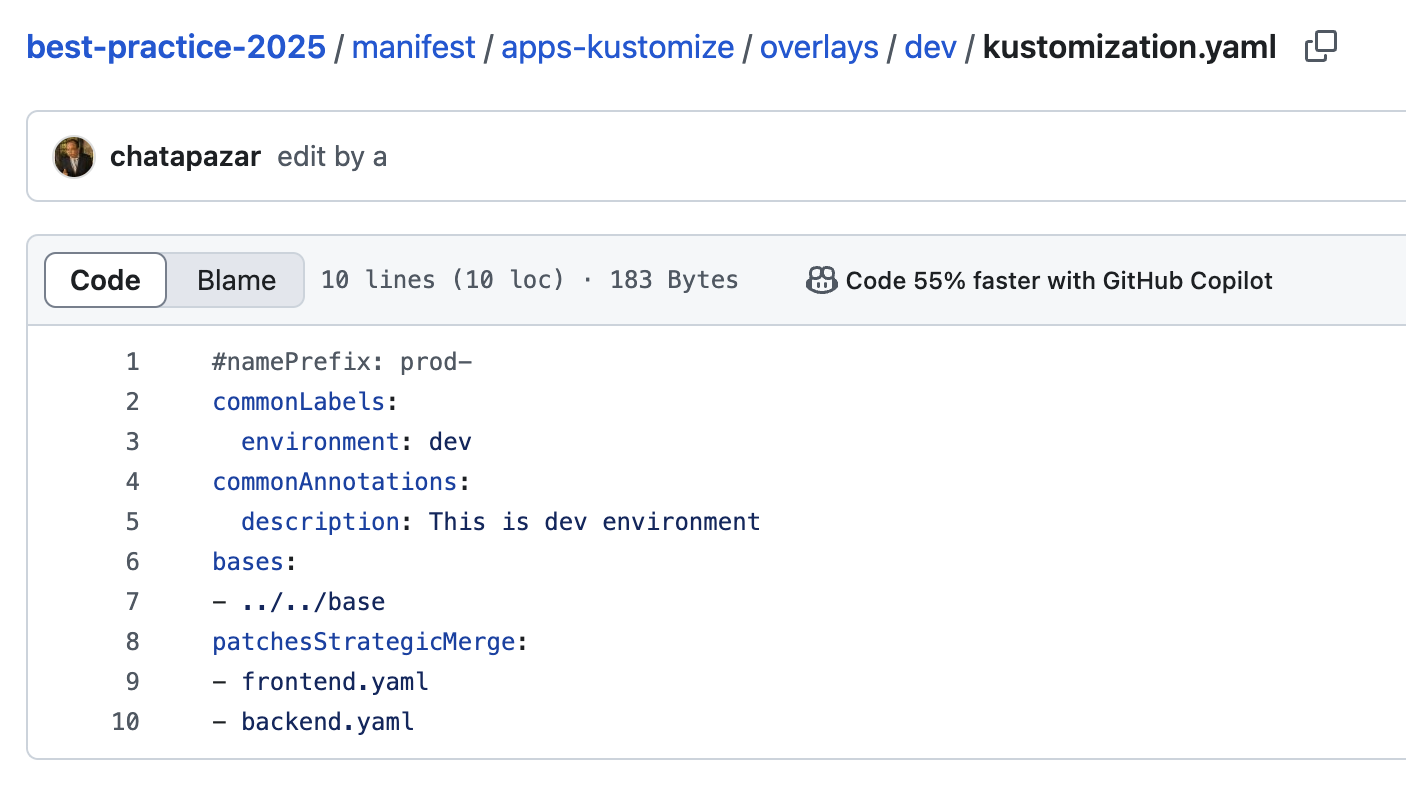 best-practice-2025 / manifest / apps-kustomize / overlays / dev / kustomization.yaml
chatapazar edit by a
Code Blame 10 lines (10 loc) · 183 Bytes Code 55% faster with GitHub Copilot
1 #namePrefix: prod-
2 commonLabels:
3   environment: dev
4 commonAnnotations:
5   description: This is dev environment
6 bases:
7 - ../../base
8 patchesStrategicMerge:
9 - frontend.yaml
10 - backend.yaml